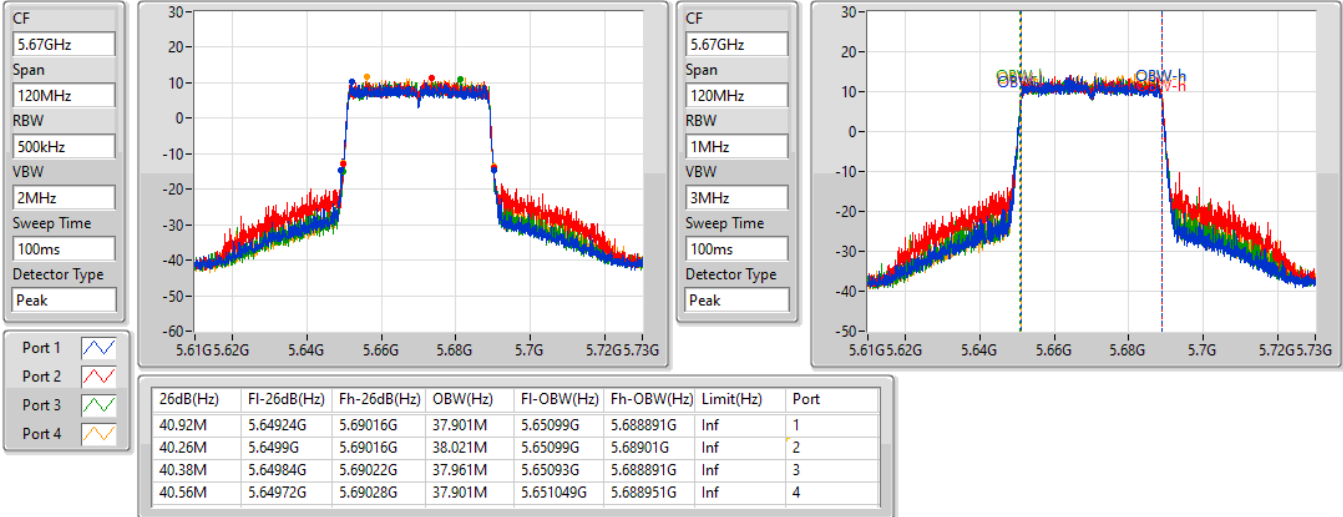 CF
5.67GHz
Span
120MHz
RBW
500kHz
VBW
2MHz
Sweep Time
100ms
Detector Type
Peak
30
20
10
0
-10
-20
-30
-40
-50
-60
5.61G 5.62G 5.64G 5.66G 5.68G 5.7G 5.72G 5.73G
CF
5.67GHz
Span
120MHz
RBW
1MHz
VBW
3MHz
Sweep Time
100ms
Detector Type
Peak
30
20
10
0
-10
-20
-30
-40
-50
OBW-l OBW-h
OBW-h
5.61G 5.62G 5.64G 5.66G 5.68G 5.7G 5.72G 5.73G
Port 1
Port 2
Port 3
Port 4
26dB(Hz) Fl-26dB(Hz) Fh-26dB(Hz) OBW(Hz) Fl-OBW(Hz) Fh-OBW(Hz) Limit(Hz) Port
40.92M 5.64924G 5.69016G 37.901M 5.65099G 5.688891G Inf 1
40.26M 5.6499G 5.69016G 38.021M 5.65099G 5.68901G Inf 2
40.38M 5.64984G 5.69022G 37.961M 5.65093G 5.688891G Inf 3
40.56M 5.64972G 5.69028G 37.901M 5.651049G 5.688951G Inf 4